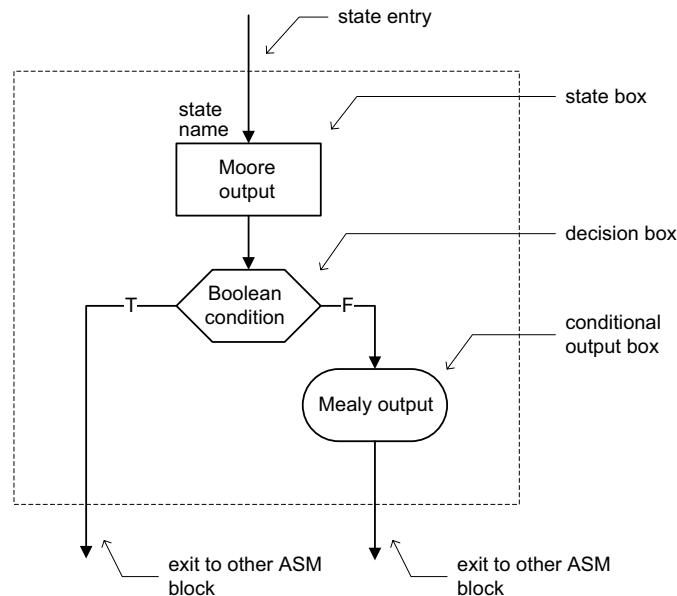 state entry
state box
state
name
Moore
output
decision box
Boolean
condition
T
F
conditional
output box
Mealy output
exit to other ASM
block
exit to other ASM
block